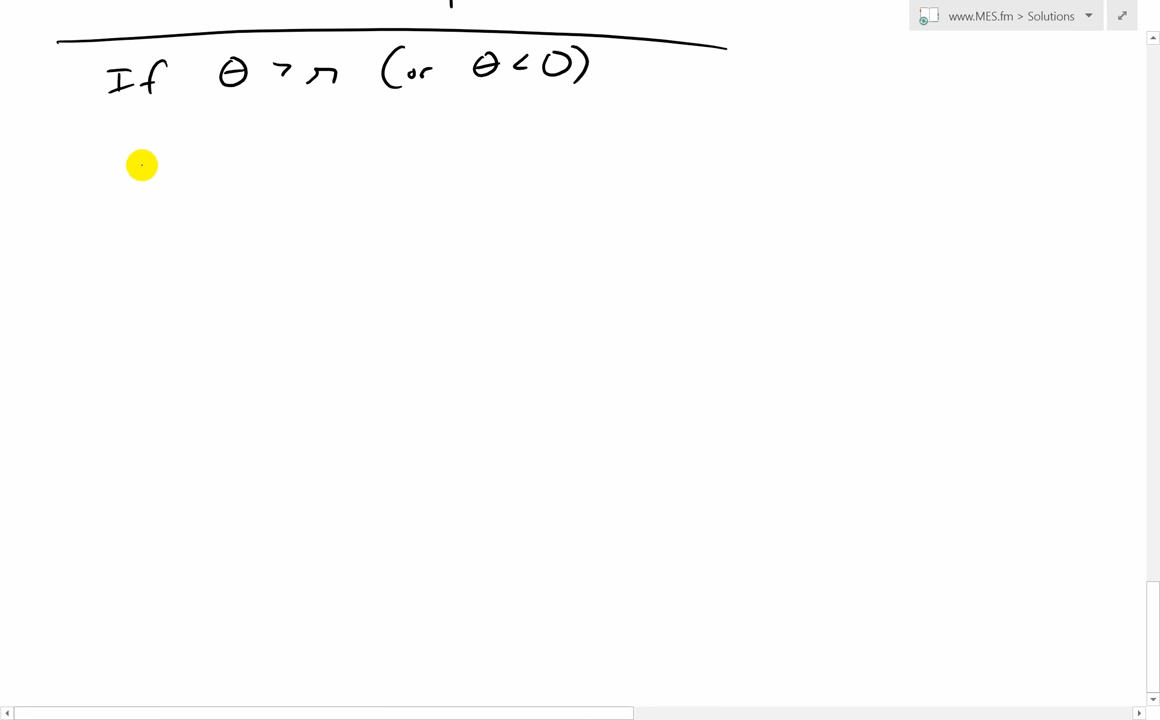 www.MES.fm > Solutions
If θ > π (or θ < 0)